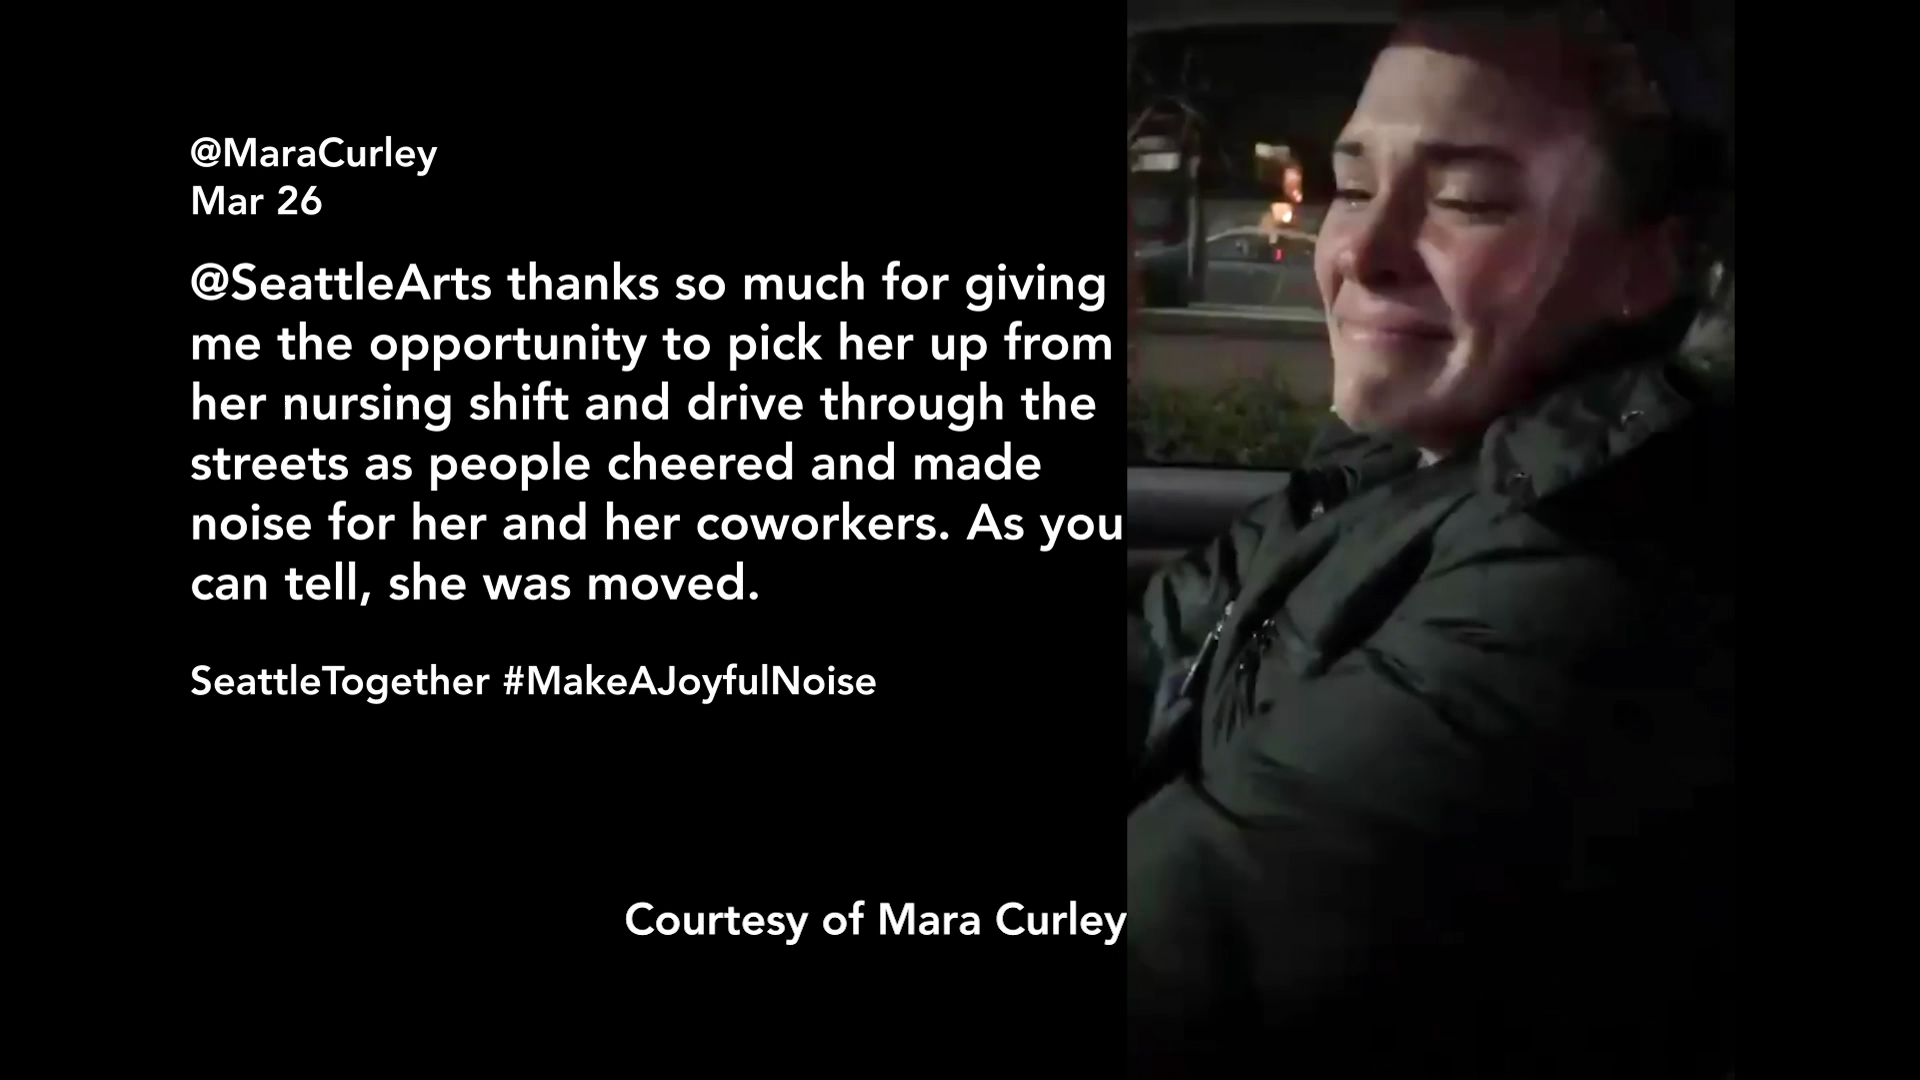 @MaraCurley
Mar 26
@SeattleArts thanks so much for giving
me the opportunity to pick her up from
her nursing shift and drive through the
streets as people cheered and made
noise for her and her coworkers. As you
can tell, she was moved.
SeattleTogether #MakeAJoyfulNoise
Courtesy of Mara Curley